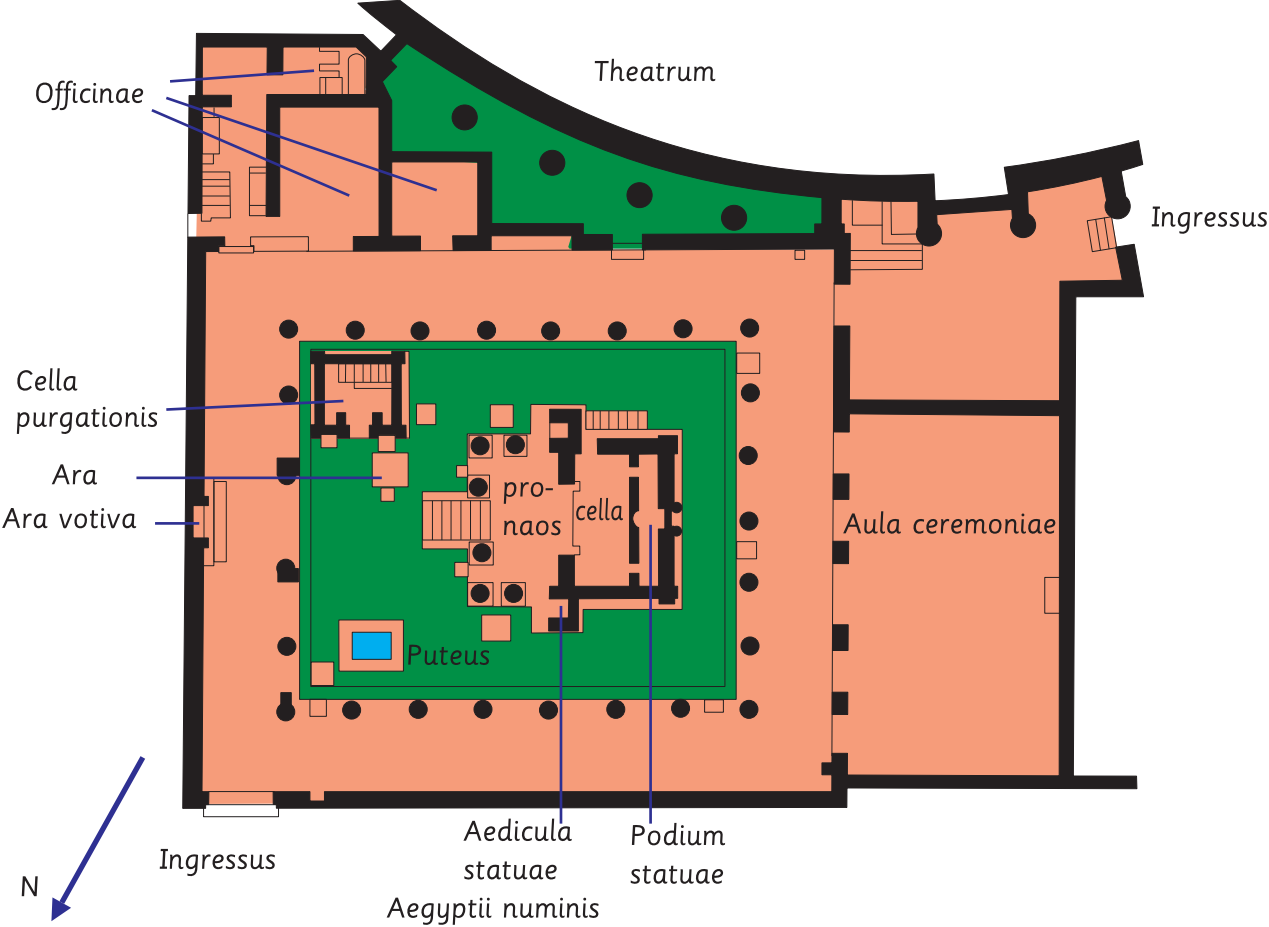 Theatrum
Officinae
Ingressus
Cella
purgationis
Ara
Ara votiva
pro-
naos
cella
Aula ceremoniae
Puteus
Aedicula
statuae
Aegyptii numinis
Podium
statuae
Ingressus
N